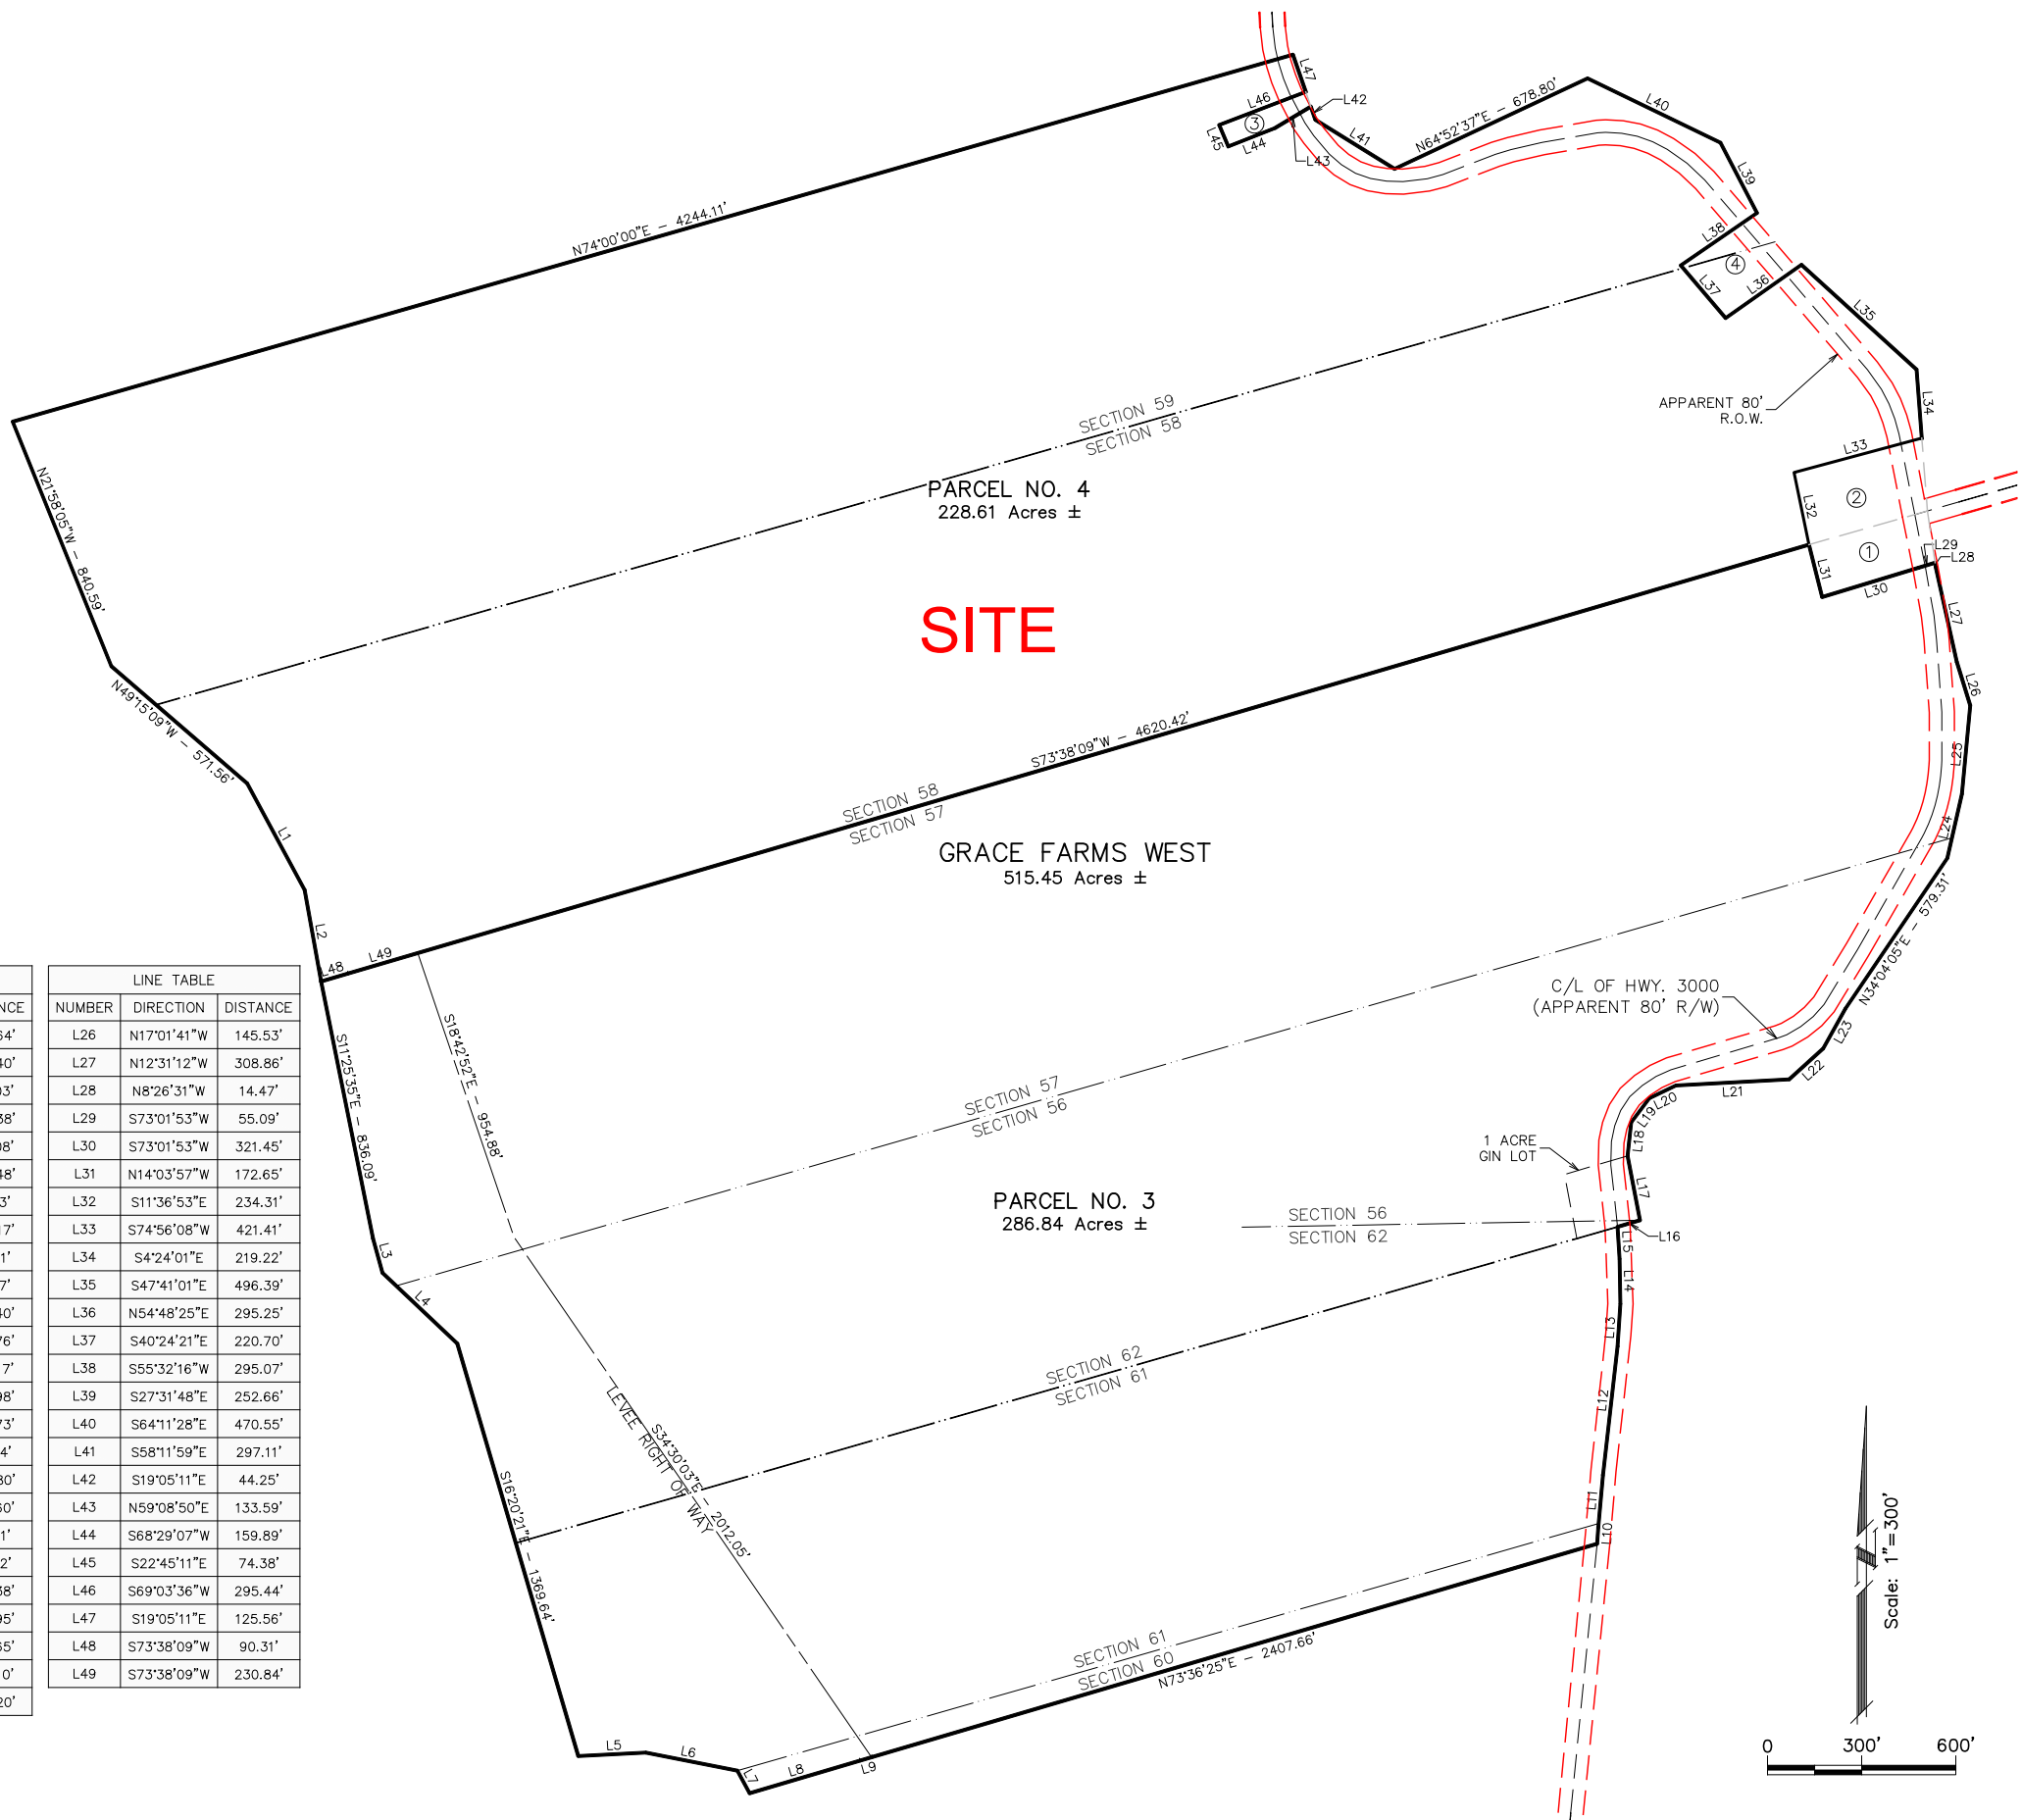 L47
L46
L42
③
L45
L44
L43
L41
N64°52'37"E - 678.80'
L40
L39
N74°00'00"E - 4244.11'
L38
④
L37
L36
L35
APPARENT 80'
R.O.W.
L34
SECTION 59
SECTION 58
L33
PARCEL NO. 4
228.61 Acres ±
②
L32
N21°58'05"W - 840.59'
①
L29
L28
L31
L30
SITE
L27
L26
N49°15'09"W - 571.56'
S73°38'09"W - 4620.42'
L25
SECTION 58
SECTION 57
L1
L24
GRACE FARMS WEST
515.45 Acres ±
N34°04'05"E - 579.31'
L2
L48
L49
C/L OF HWY. 3000
(APPARENT 80' R/W)
L23
L22
L21
L20
L19
L18
S11°25'35"E - 836.09'
S18°42'52"E - 954.88'
SECTION 57
SECTION 56
1 ACRE
GIN LOT
L17
PARCEL NO. 3
286.84 Acres ±
SECTION 56
SECTION 62
L16
L15
L14
L3
L4
L13
SECTION 62
SECTION 61
L12
LEVEE RIGHT OF WAY
S34°30'03"E - 2012.05'
S16°20'21"E - 1369.64'
L11
L10
SECTION 61
SECTION 60
N73°36'25"E - 2407.66'
L5
L6
L7
L8
L9
Scale: 1"=300'
0 300' 600'
LINE TABLE
NUMBER DIRECTION DISTANCE
L26 N17°01'41"W 145.53'
L27 N12°31'12"W 308.86'
L28 N8°26'31"W 14.47'
L29 S73°01'53"W 55.09'
L30 S73°01'53"W 321.45'
L31 N14°03'57"W 172.65'
L32 S11°36'53"E 234.31'
L33 S74°56'08"W 421.41'
L34 S4°24'01"E 219.22'
L35 S47°41'01"E 496.39'
L36 N54°48'25"E 295.25'
L37 S40°24'21"E 220.70'
L38 S55°32'16"W 295.07'
L39 S27°31'48"E 252.66'
L40 S64°11'28"E 470.55'
L41 S58°11'59"E 297.11'
L42 S19°05'11"E 44.25'
L43 N59°08'50"E 133.59'
L44 S68°29'07"W 159.89'
L45 S22°45'11"E 74.38'
L46 S69°03'36"W 295.44'
L47 S19°05'11"E 125.56'
L48 S73°38'09"W 90.31'
L49 S73°38'09"W 230.84'